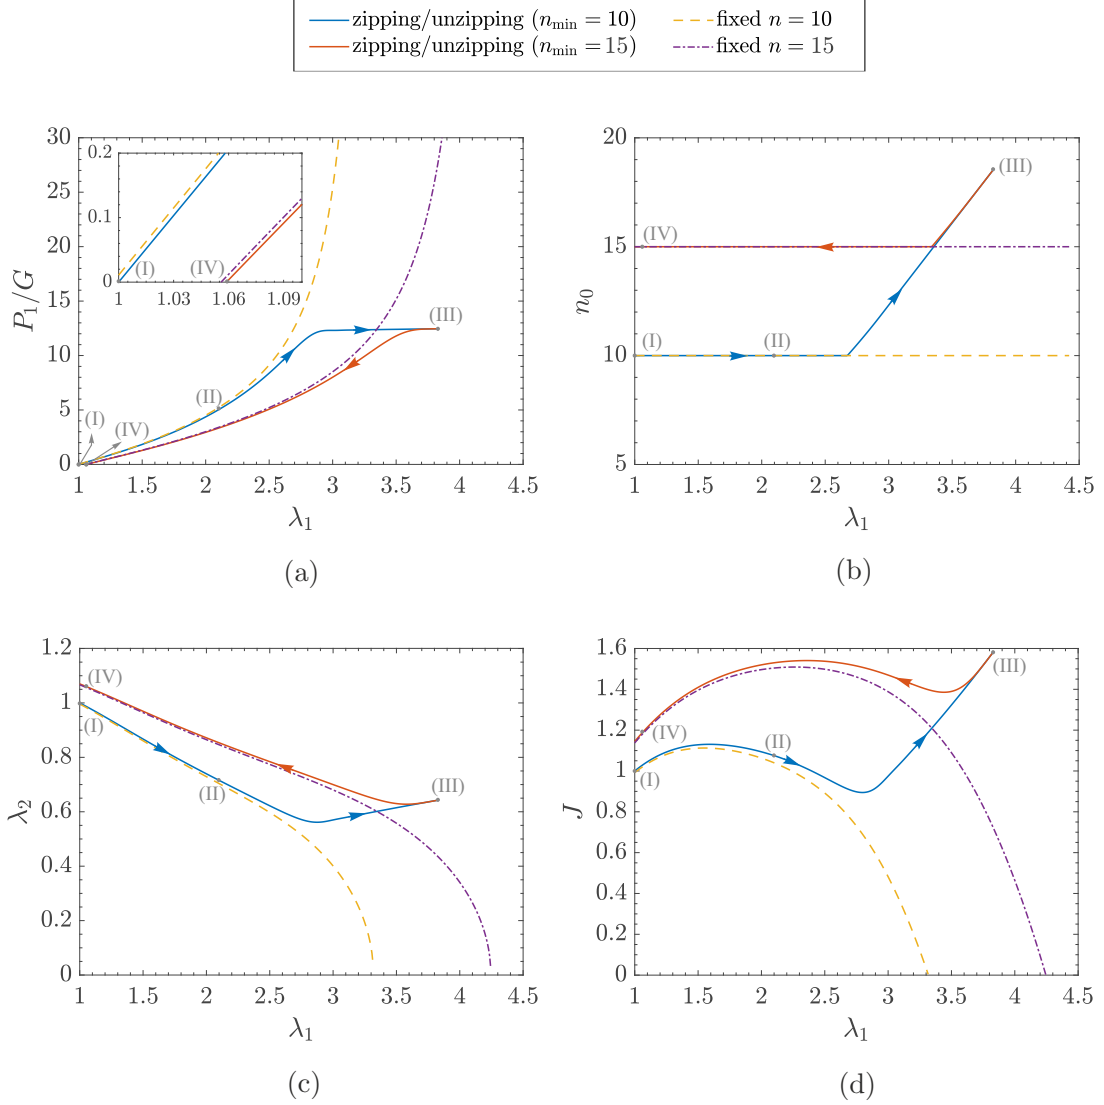 zipping/unzipping (n_min = 10) fixed n = 10
zipping/unzipping (n_min = 15) fixed n = 15
30
25
20
15
10
5
0
P_1/G
0.2
0.1
0
1 1.03 1.06 1.09
(I)
(IV)
(III)
(II)
(I)
(IV)
1 1.5 2 2.5 3 3.5 4 4.5
λ_1
(a)
20
15
10
5
n_0
(III)
(IV)
(I) (II)
1 1.5 2 2.5 3 3.5 4 4.5
λ_1
(b)
1.2
1
0.8
0.6
0.4
0.2
0
λ_2
(IV)
(I)
(II)
(III)
1 1.5 2 2.5 3 3.5 4 4.5
λ_1
(c)
1.6
1.4
1.2
1
0.8
0.6
0.4
0.2
0
J
(III)
(IV)
(II)
(I)
1 1.5 2 2.5 3 3.5 4 4.5
λ_1
(d)